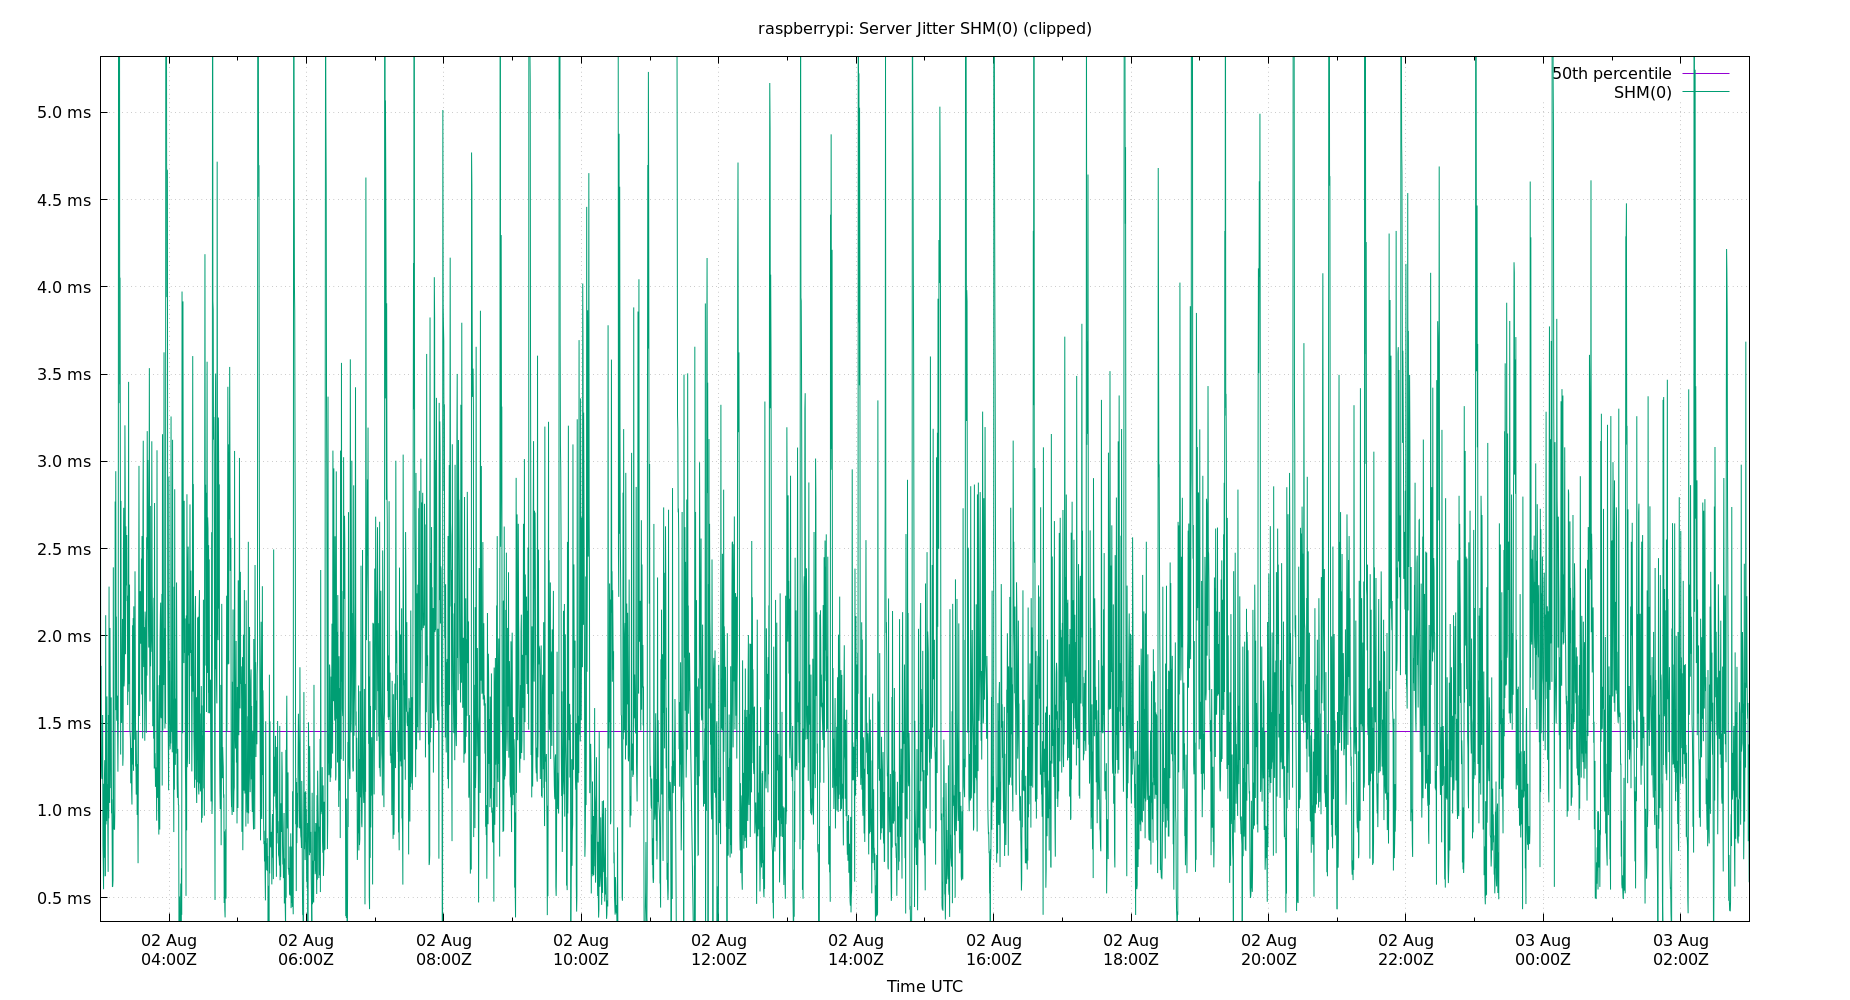 raspberrypi: Server Jitter SHM(0) (clipped)
50th percentile
SHM(0)
5.0 ms
4.5 ms
4.0 ms
3.5 ms
3.0 ms
2.5 ms
2.0 ms
1.5 ms
1.0 ms
0.5 ms
02 Aug 02 Aug 02 Aug 02 Aug 02 Aug 02 Aug 02 Aug 02 Aug 02 Aug 02 Aug 03 Aug 03 Aug
04:00Z 06:00Z 08:00Z 10:00Z 12:00Z 14:00Z 16:00Z 18:00Z 20:00Z 22:00Z 00:00Z 02:00Z
Time UTC